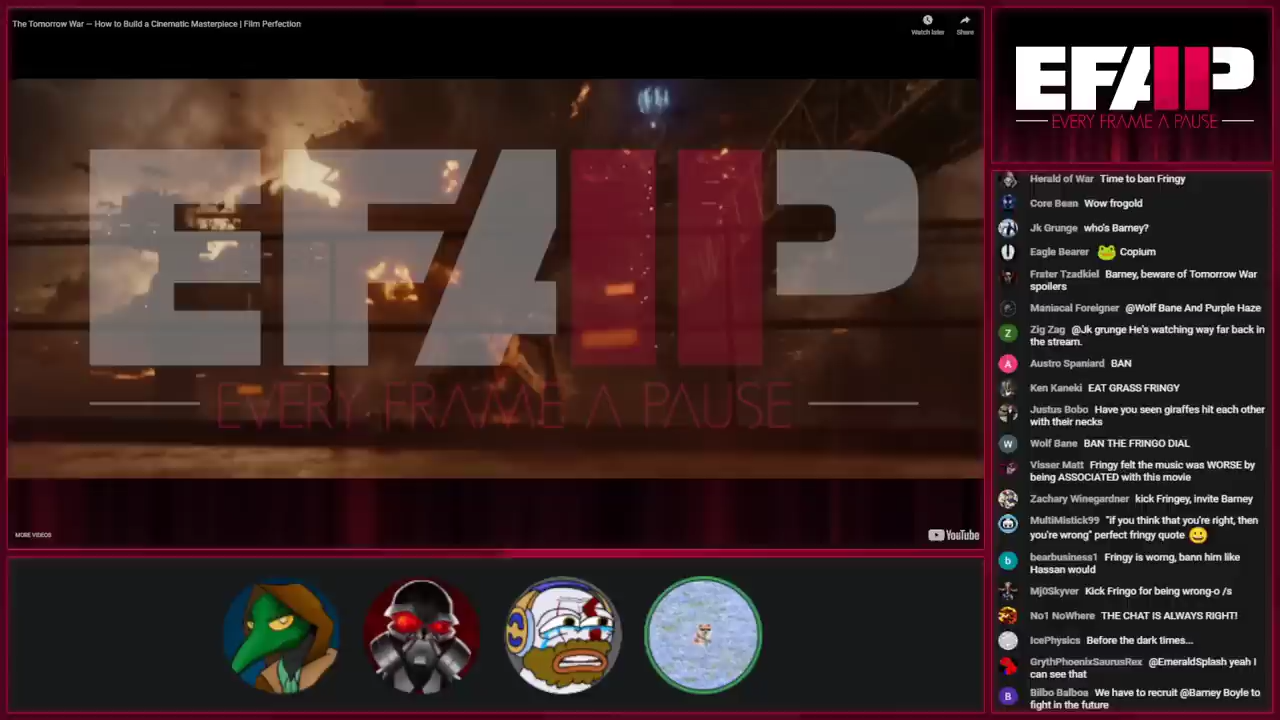 The Tomorrow War — How to Build a Cinematic Masterpiece | Film Perfection
Watch later
Share
EFAP
EVERY FRAME A PAUSE
MORE VIDEOS
YouTube
EFAP
EVERY FRAME A PAUSE
Herald of War Time to ban Fringy
Core Bean Wow frogold
Jk Grunge who's Barney?
Eagle Bearer Copium
Frater Tzadkiel Barney, beware of Tomorrow War
spoilers
Maniacal Foreigner @Wolf Bane And Purple Haze
Z
Zig Zag @Jk grunge He's watching way far back in
the stream.
A
Austro Spaniard BAN
Ken Kaneki EAT GRASS FRINGY
Justus Bobo Have you seen giraffes hit each other
with their necks
W
Wolf Bane BAN THE FRINGO DIAL
Visser Matt Fringy felt the music was WORSE by
being ASSOCIATED with this movie
Zachary Winegardner kick Fringey, invite Barney
MultiMistick99 "if you think that you're right, then
you're wrong" perfect fringy quote
b
bearbusiness1 Fringy is worng, bann him like
Hassan would
Mj0Skyver Kick Fringo for being wrong-o /s
No1 NoWhere THE CHAT IS ALWAYS RIGHT!
IcePhysics Before the dark times...
GrythPhoenixSaurusRex @EmeraldSplash yeah I
can see that
B
Bilbo Balboa We have to recruit @Barney Boyle to
fight in the future